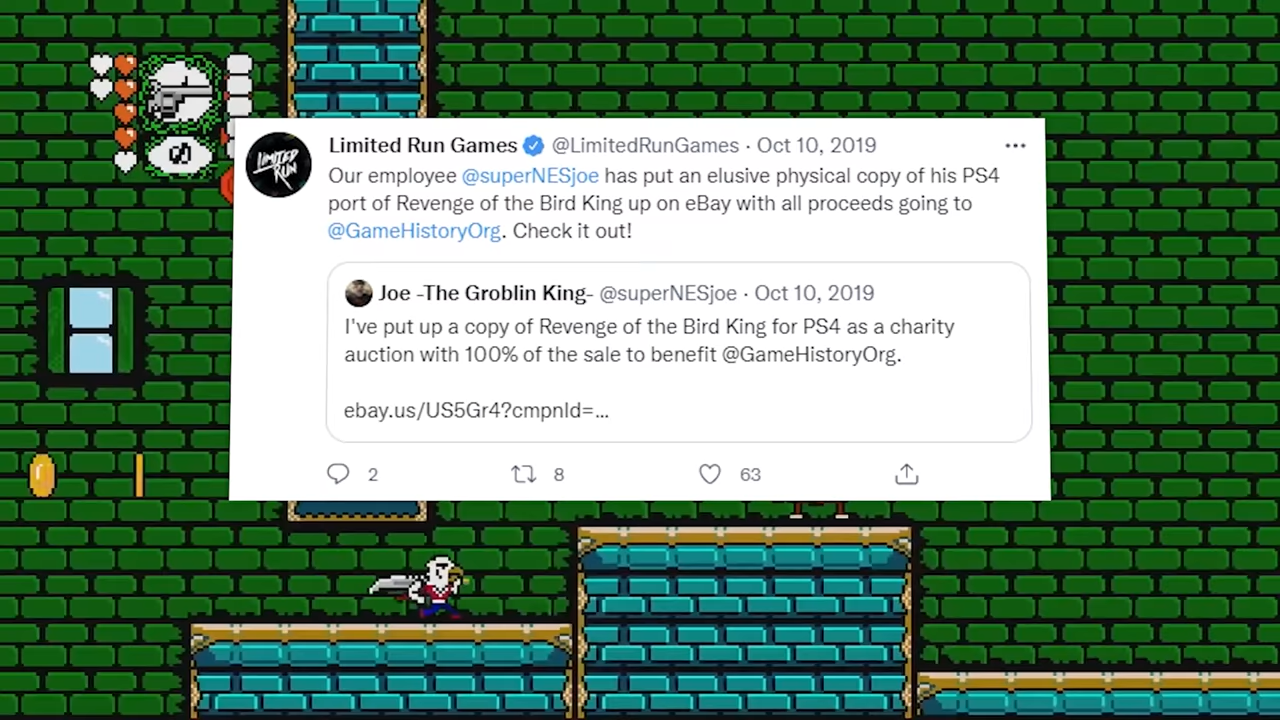 LIMITED RUN
Limited Run Games @LimitedRunGames · Oct 10, 2019
Our employee @superNESjoe has put an elusive physical copy of his PS4
port of Revenge of the Bird King up on eBay with all proceeds going to
@GameHistoryOrg. Check it out!
Joe -The Groblin King- @superNESjoe · Oct 10, 2019
I've put up a copy of Revenge of the Bird King for PS4 as a charity
auction with 100% of the sale to benefit @GameHistoryOrg.
ebay.us/US5Gr4?cmpnId=...
2 8 63